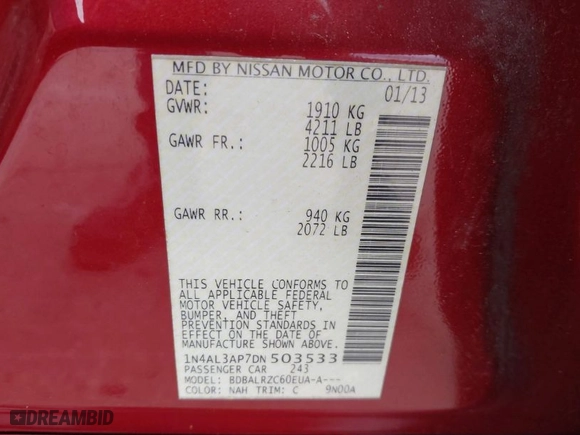 MFD BY NISSAN MOTOR CO., LTD.
DATE: 01/13
GVWR: 1910 KG
4211 LB
GAWR FR.: 1005 KG
2216 LB
GAWR RR.: 940 KG
2072 LB
THIS VEHICLE CONFORMS TO
ALL APPLICABLE FEDERAL
MOTOR VEHICLE SAFETY,
BUMPER, AND THEFT
PREVENTION STANDARDS IN
EFFECT ON THE DATE OF
MANUFACTURE SHOWN ABOVE.
1N4AL3AP7DN 503533
PASSENGER CAR 243
MODEL: BDBALRZC60EUA-A---
COLOR: NAH TRIM: C 9N00A
DREAMBID